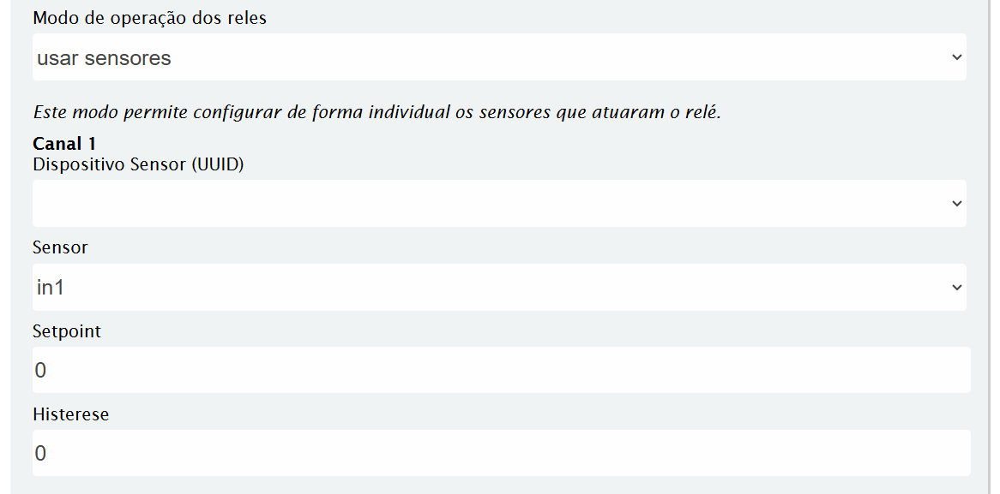 Modo de operação dos reles
usar sensores
Este modo permite configurar de forma individual os sensores que atuaram o relé.
Canal 1
Dispositivo Sensor (UUID)
Sensor
in1
Setpoint
0
Histerese
0